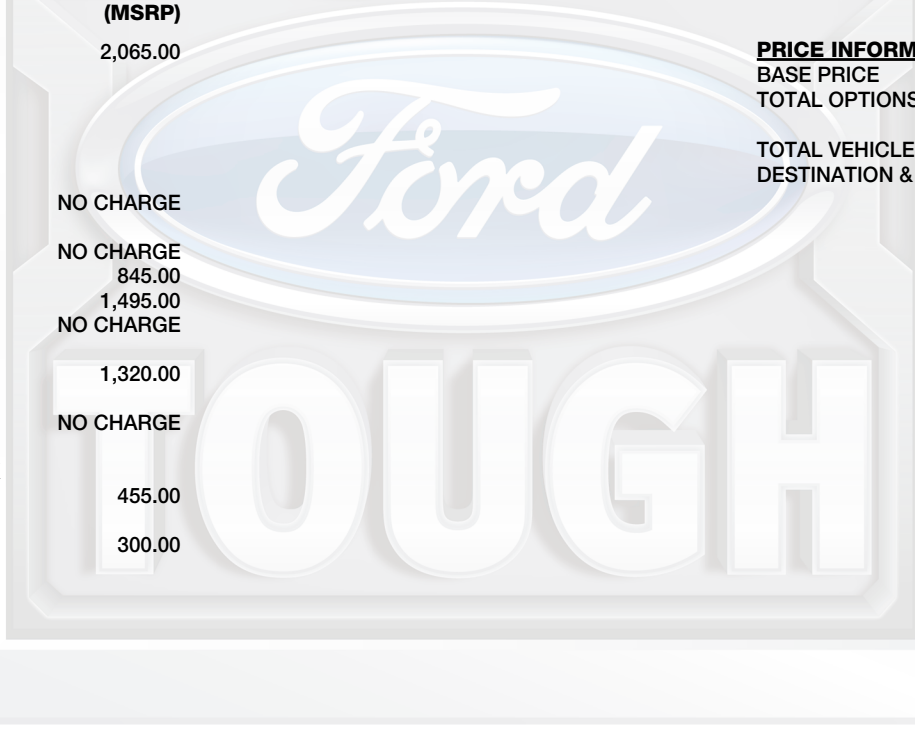 (MSRP)
2,065.00
NO CHARGE
NO CHARGE
845.00
1,495.00
NO CHARGE
1,320.00
NO CHARGE
455.00
300.00
PRICE INFORM
BASE PRICE
TOTAL OPTIONS
TOTAL VEHICLE
DESTINATION &
Ford
TOUGH